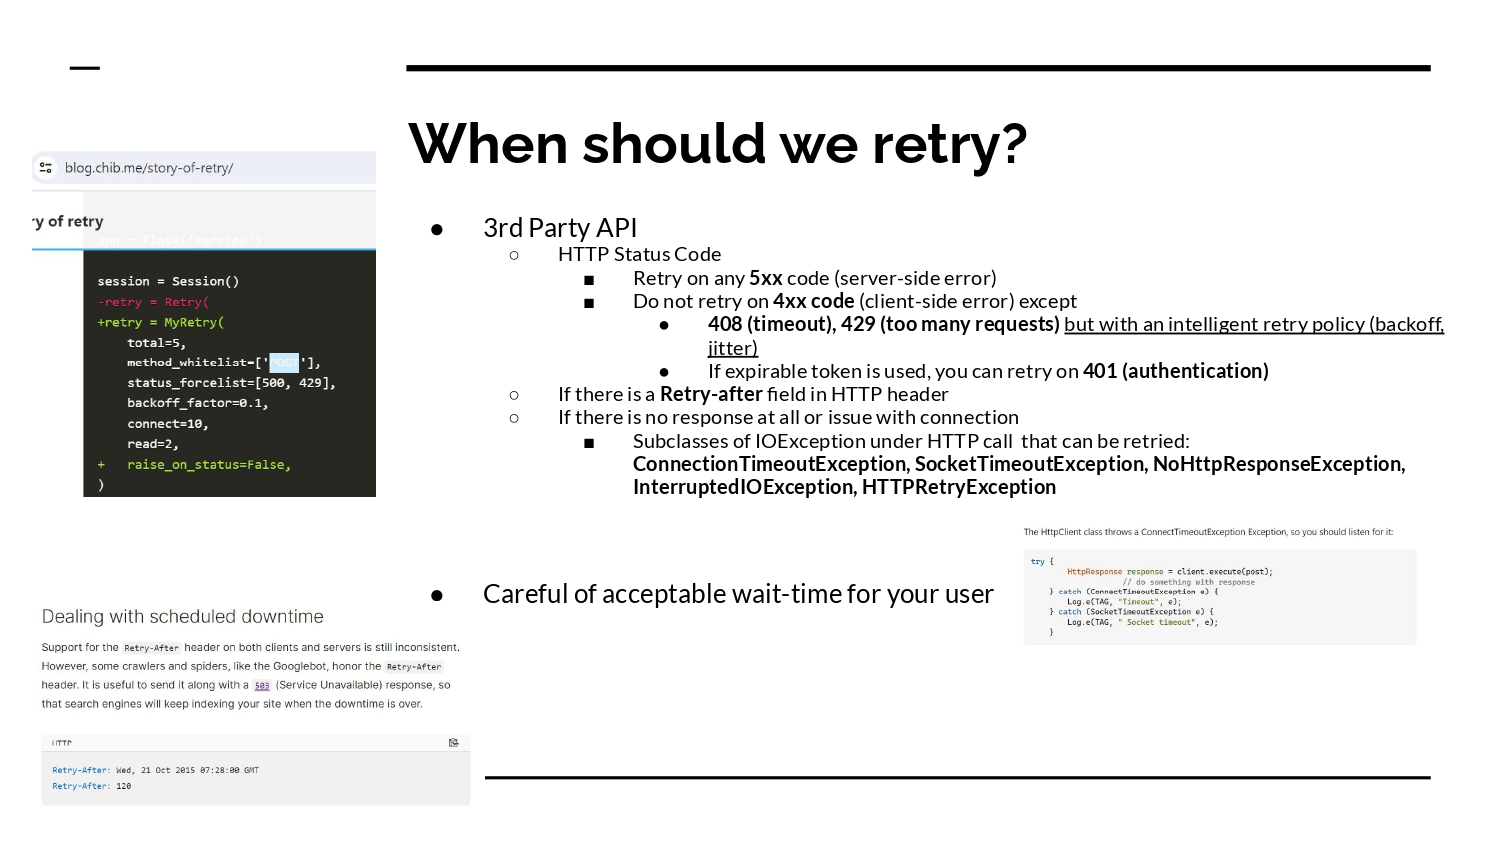 When should we retry?
blog.chib.me/story-of-retry/
ry of retry
app = Flask('service')
session = Session()
-retry = Retry(
+retry = MyRetry(
total=5,
method_whitelist=['POST'],
status_forcelist=[500, 429],
backoff_factor=0.1,
connect=10,
read=2,
+ raise_on_status=False,
)
● 3rd Party API
○ HTTP Status Code
■ Retry on any 5xx code (server-side error)
■ Do not retry on 4xx code (client-side error) except
● 408 (timeout), 429 (too many requests) but with an intelligent retry policy (backoff,
jitter)
● If expirable token is used, you can retry on 401 (authentication)
○ If there is a Retry-after field in HTTP header
○ If there is no response at all or issue with connection
■ Subclasses of IOException under HTTP call that can be retried:
ConnectionTimeoutException, SocketTimeoutException, NoHttpResponseException,
InterruptedIOException, HTTPRetryException
The HttpClient class throws a ConnectTimeoutException Exception, so you should listen for it:
try {
HttpResponse response = client.execute(post);
// do something with response
} catch (ConnectTimeoutException e) {
Log.e(TAG, "Timeout", e);
} catch (SocketTimeoutException e) {
Log.e(TAG, " Socket timeout", e);
}
● Careful of acceptable wait-time for your user
Dealing with scheduled downtime
Support for the Retry-After header on both clients and servers is still inconsistent.
However, some crawlers and spiders, like the Googlebot, honor the Retry-After
header. It is useful to send it along with a 503 (Service Unavailable) response, so
that search engines will keep indexing your site when the downtime is over.
HTTP
Retry-After: Wed, 21 Oct 2015 07:28:00 GMT
Retry-After: 120